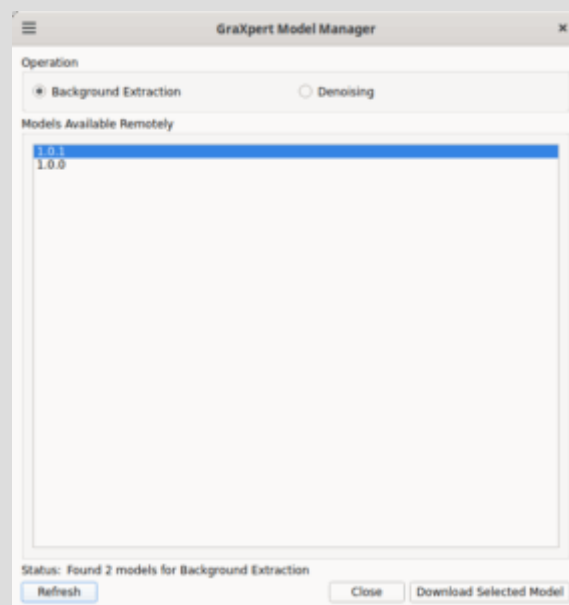 GraXpert Model Manager
Operation
Background Extraction Denoising
Models Available Remotely
1.0.1
1.0.0
Status: Found 2 models for Background Extraction
Refresh Close Download Selected Model